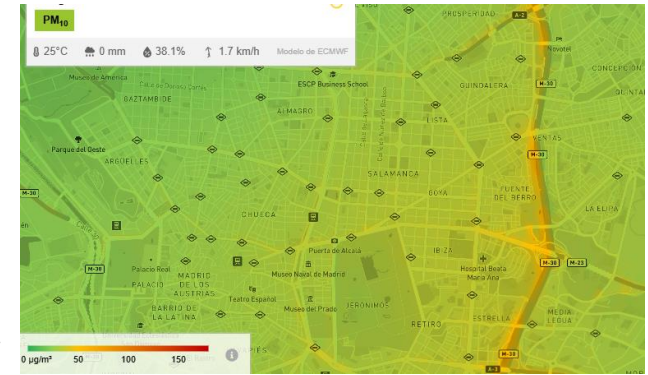 PM10
25°C 0 mm 38.1% 1.7 km/h Modelo de ECMWF
PROSPERIDAD
A-2
Novotel
CONCEPCIÓN
Museo de América
ESCP Business School
M-30
GUINDALERA
GAZTAMBIDE
ALMAGRO
LISTA
VENTAS
Parque del Oeste
ARGÜELLES
M-30
SALAMANCA
M-30
GOYA
FUENTE DEL BERRO
CHUECA
LA ELIPA
Puerta de Alcalá
IBIZA
M-30
Palacio Real
MADRID DE LOS AUSTRIAS
Museo Naval de Madrid
Hospital Beata María Ana
M-30
M-23
PALACIO
Teatro Español
BARRIO DE LA LATINA
Museo del Prado
JERÓNIMOS
RETIRO
ESTRELLA
MEDIA LEGUA
0 µg/m³ 50 100 150
M-30
A-3